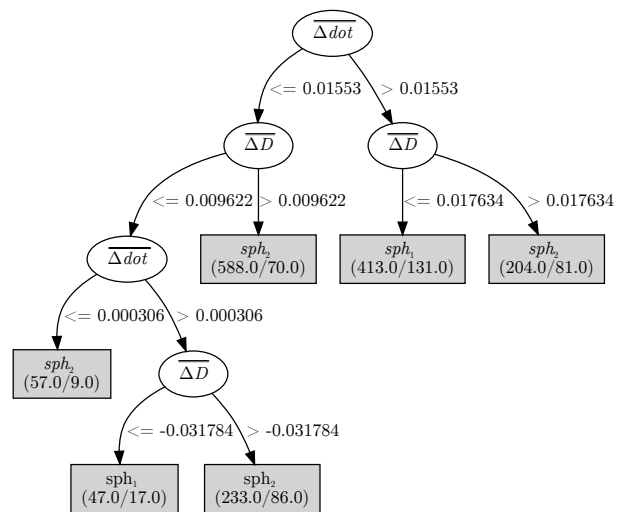 Δdot
<= 0.01553 > 0.01553
ΔD ΔD
<= 0.009622 > 0.009622 <= 0.017634 > 0.017634
Δdot sph₂ sph₁ sph₂
(588.0/70.0) (413.0/131.0) (204.0/81.0)
<= 0.000306 > 0.000306
sph₂ ΔD
(57.0/9.0)
<= -0.031784 > -0.031784
sph₁ sph₂
(47.0/17.0) (233.0/86.0)